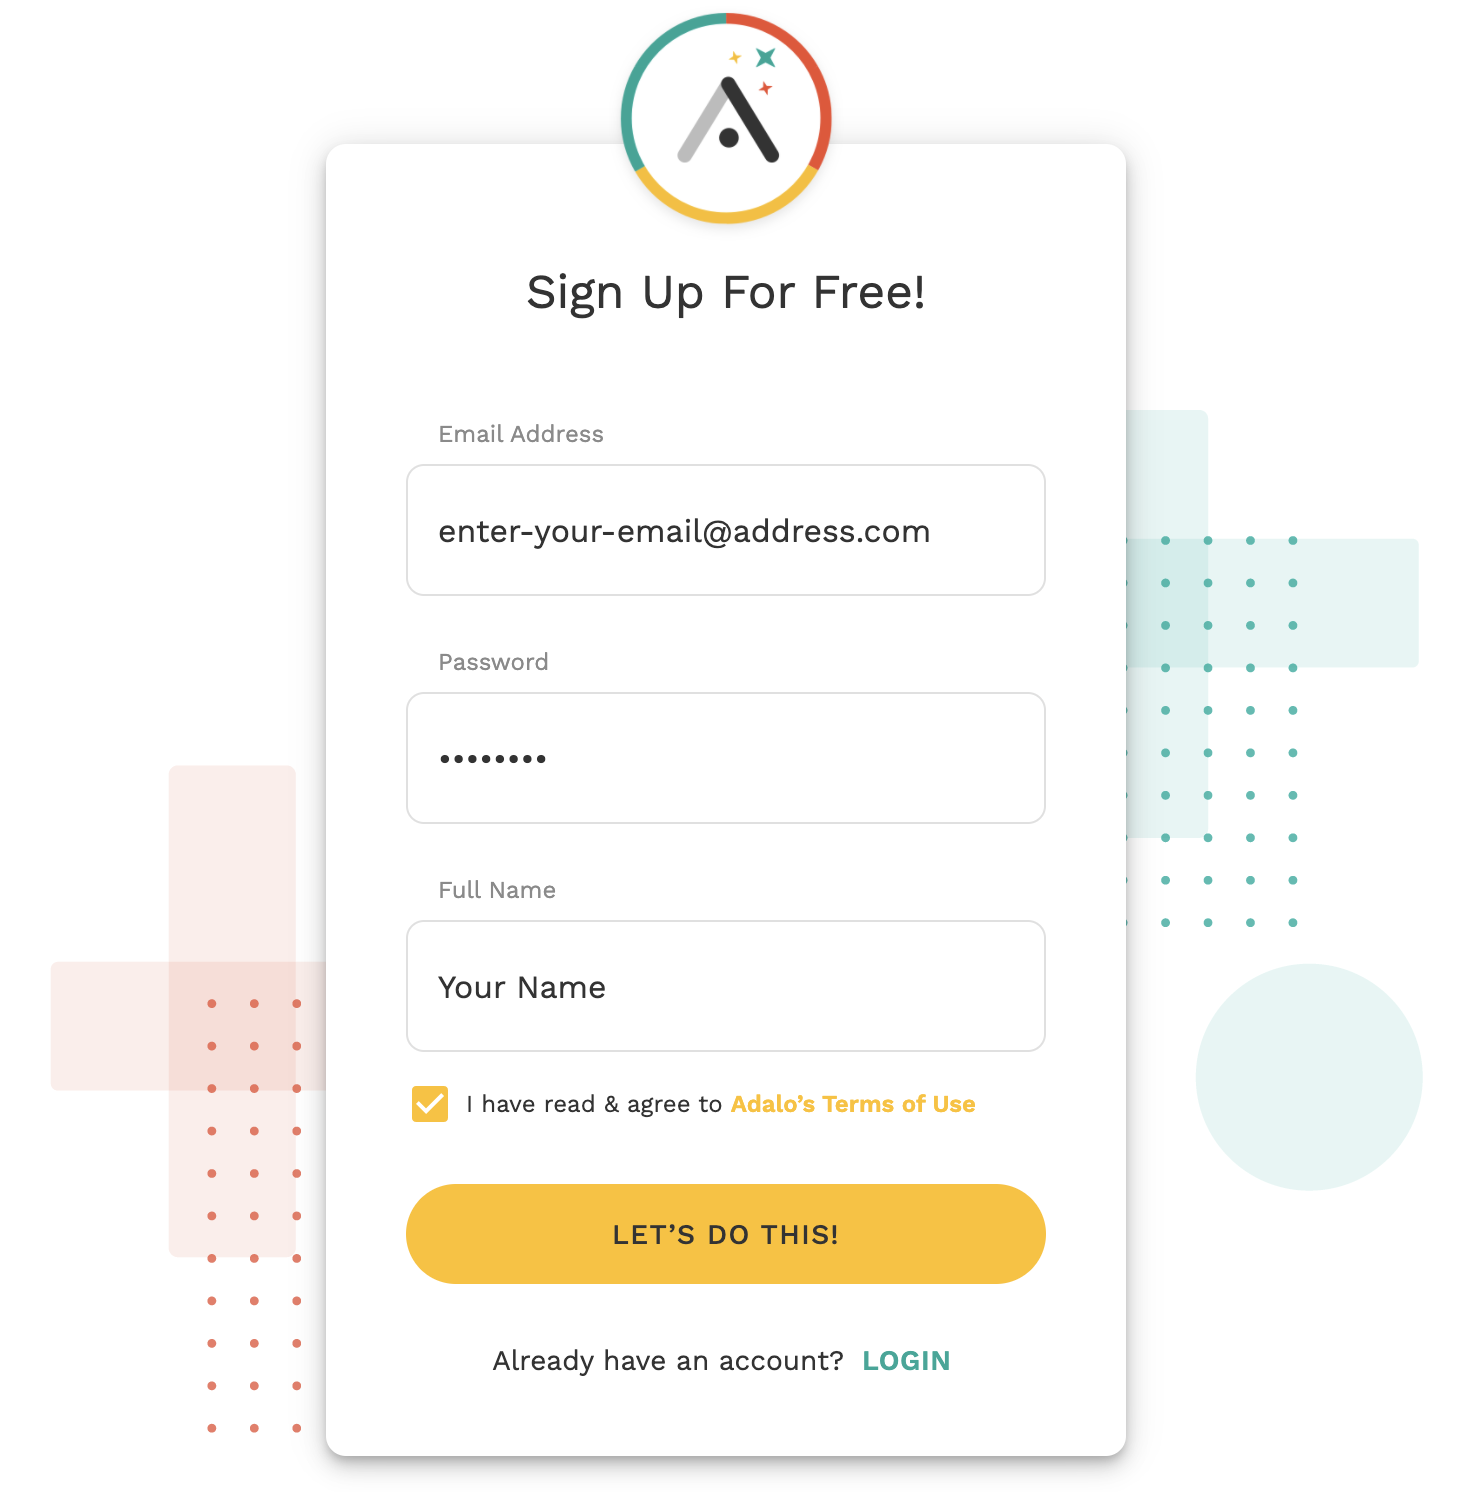 Sign Up For Free!
Email Address
enter-your-email@address.com
Password
••••••••
Full Name
Your Name
I have read & agree to Adalo’s Terms of Use
LET’S DO THIS!
Already have an account? LOGIN